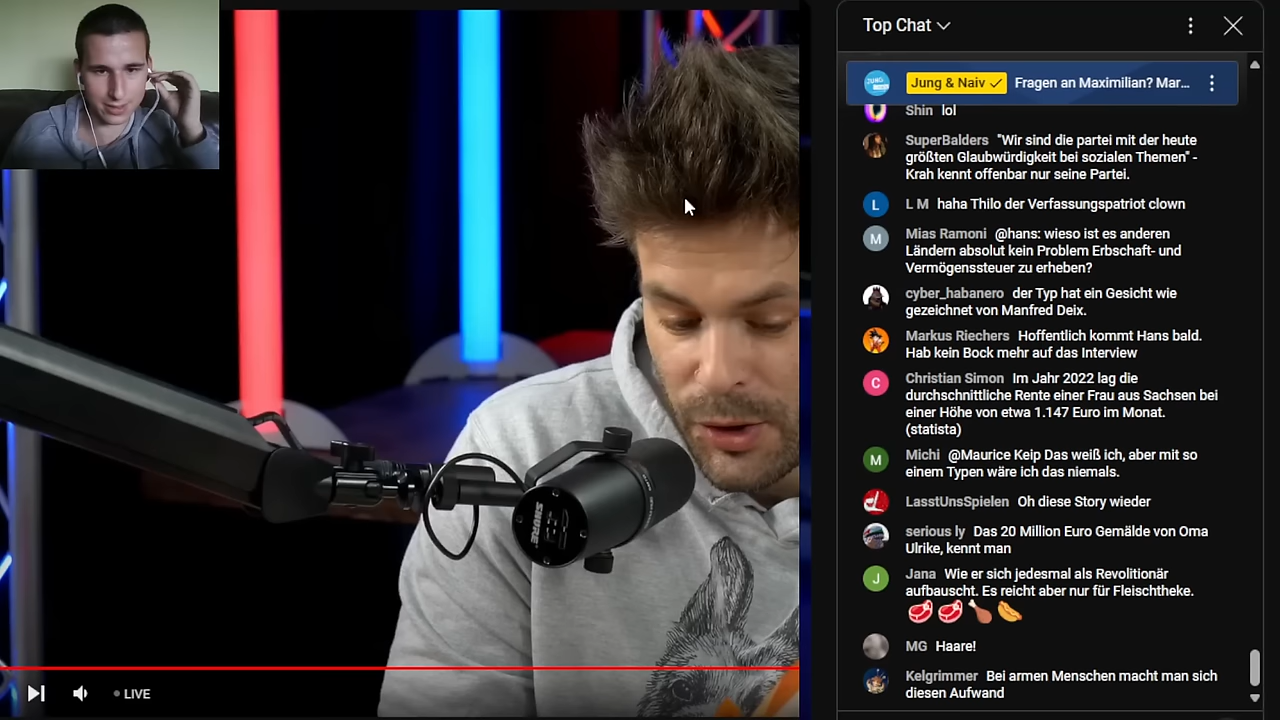 Top Chat
Jung & Naiv Fragen an Maximilian? Mar...
Shin lol
SuperBalders "Wir sind die partei mit der heute
größten Glaubwürdigkeit bei sozialen Themen" -
Krah kennt offenbar nur seine Partei.
L M haha Thilo der Verfassungspatriot clown
Mias Ramoni @hans: wieso ist es anderen
Ländern absolut kein Problem Erbschaft- und
Vermögenssteuer zu erheben?
cyber_habanero der Typ hat ein Gesicht wie
gezeichnet von Manfred Deix.
Markus Riechers Hoffentlich kommt Hans bald.
Hab kein Bock mehr auf das Interview
Christian Simon Im Jahr 2022 lag die
durchschnittliche Rente einer Frau aus Sachsen bei
einer Höhe von etwa 1.147 Euro im Monat.
(statista)
Michi @Maurice Keip Das weiß ich, aber mit so
einem Typen wäre ich das niemals.
LasstUnsSpielen Oh diese Story wieder
serious ly Das 20 Million Euro Gemälde von Oma
Ulrike, kennt man
Jana Wie er sich jedesmal als Revolitionär
aufbauscht. Es reicht aber nur für Fleischtheke.
MG Haare!
Kelgrimmer Bei armen Menschen macht man sich
diesen Aufwand
L
M
C
M
J
SHURE
LIVE